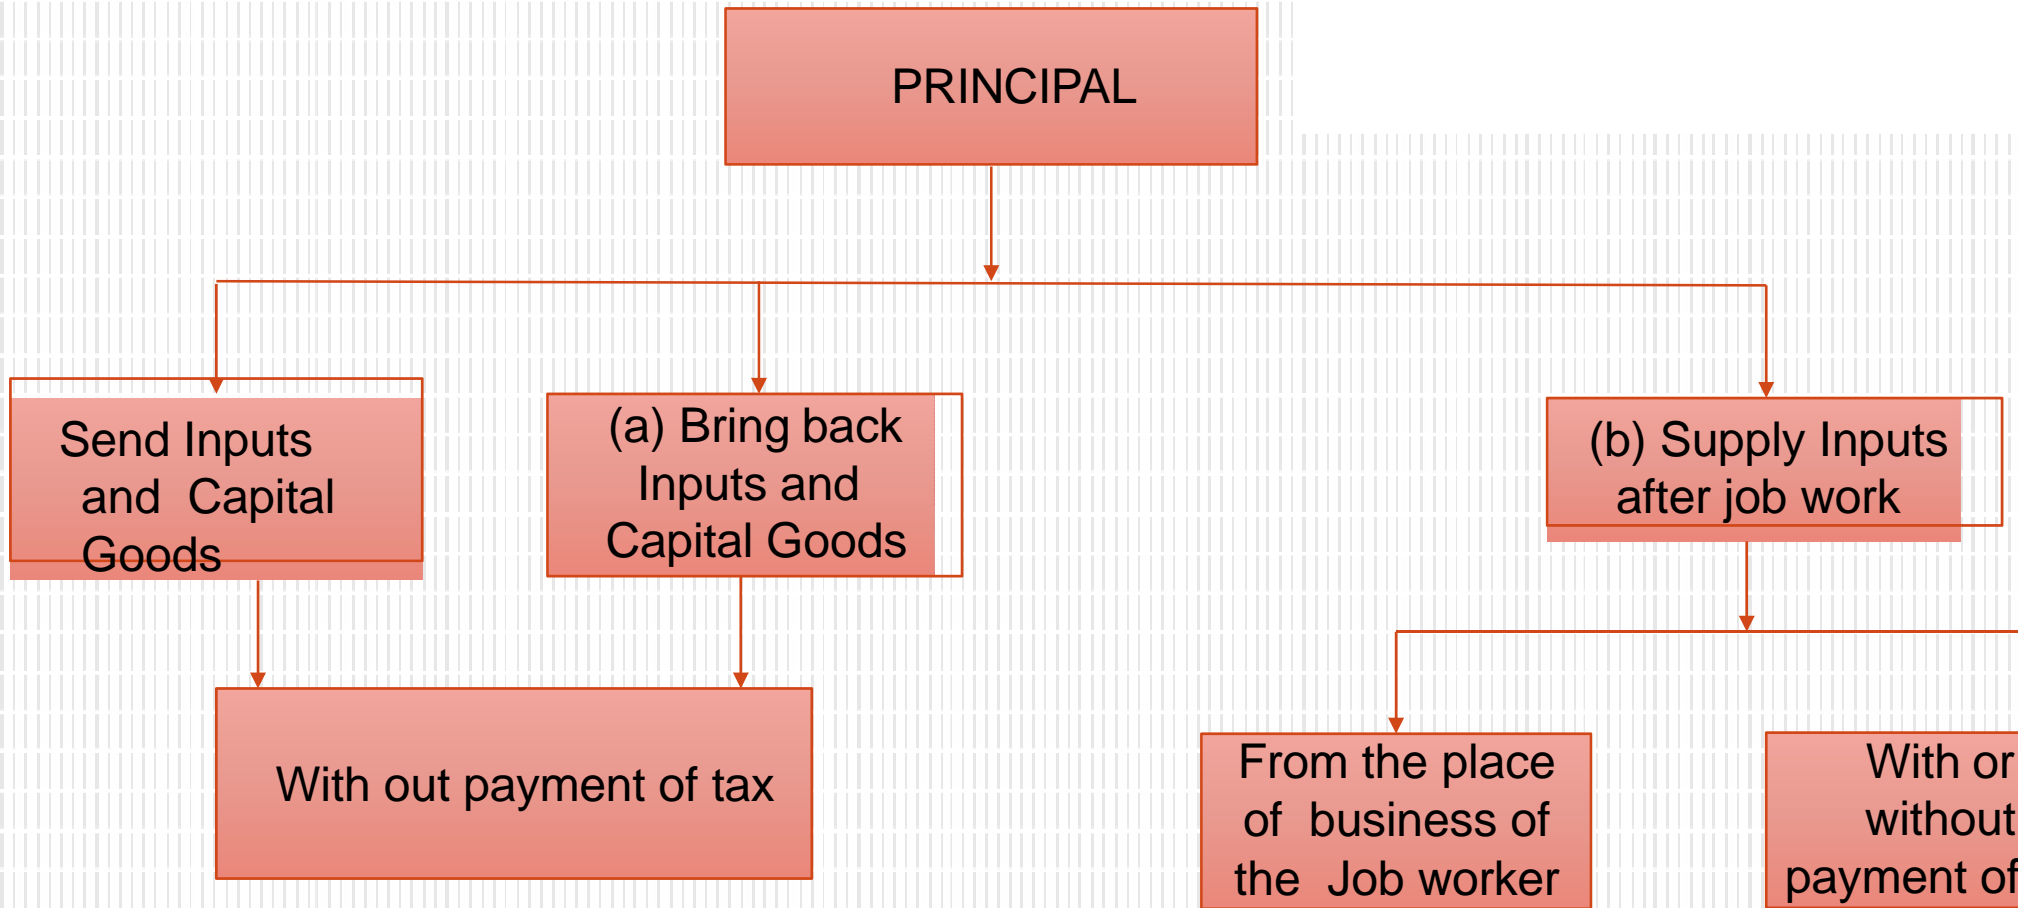 PRINCIPAL
Send Inputs
and Capital
Goods
(a) Bring back
Inputs and
Capital Goods
(b) Supply Inputs
after job work
With out payment of tax
From the place
of business of
the Job worker
With or
without
payment of